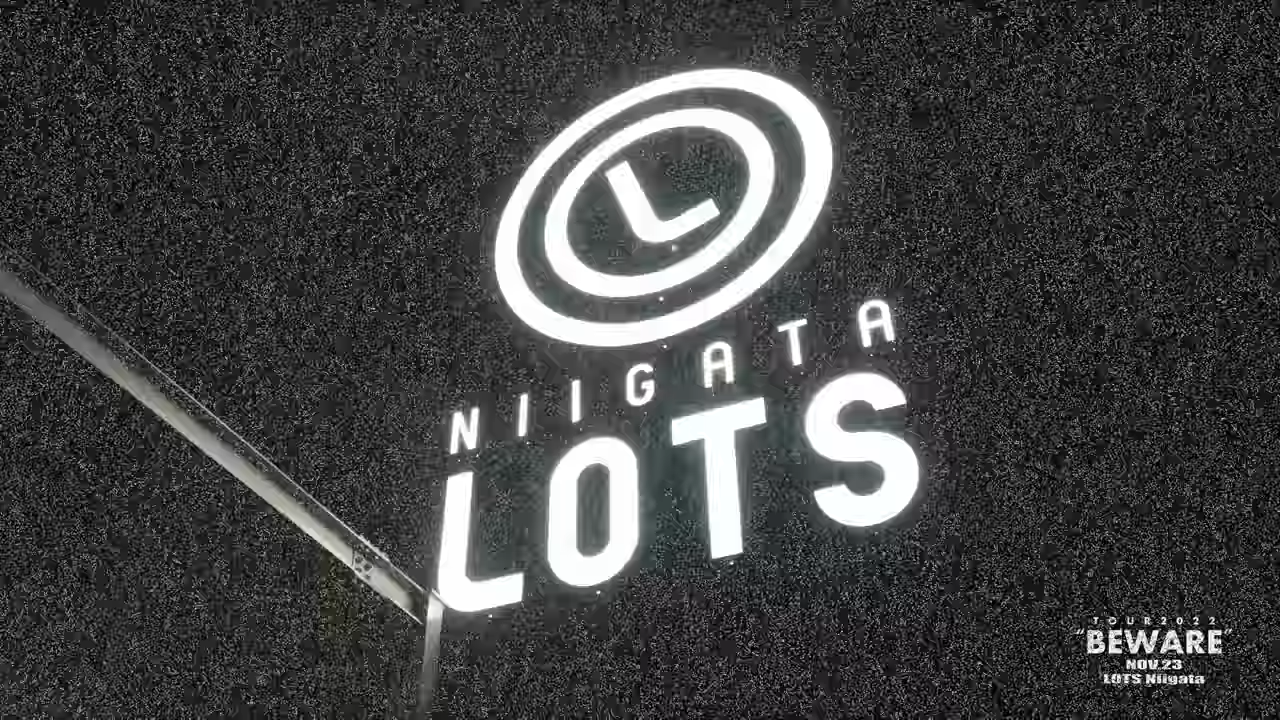 L
NIIGATA
LOTS
TOUR2022
"BEWARE"
NOV.23
LOTS Niigata